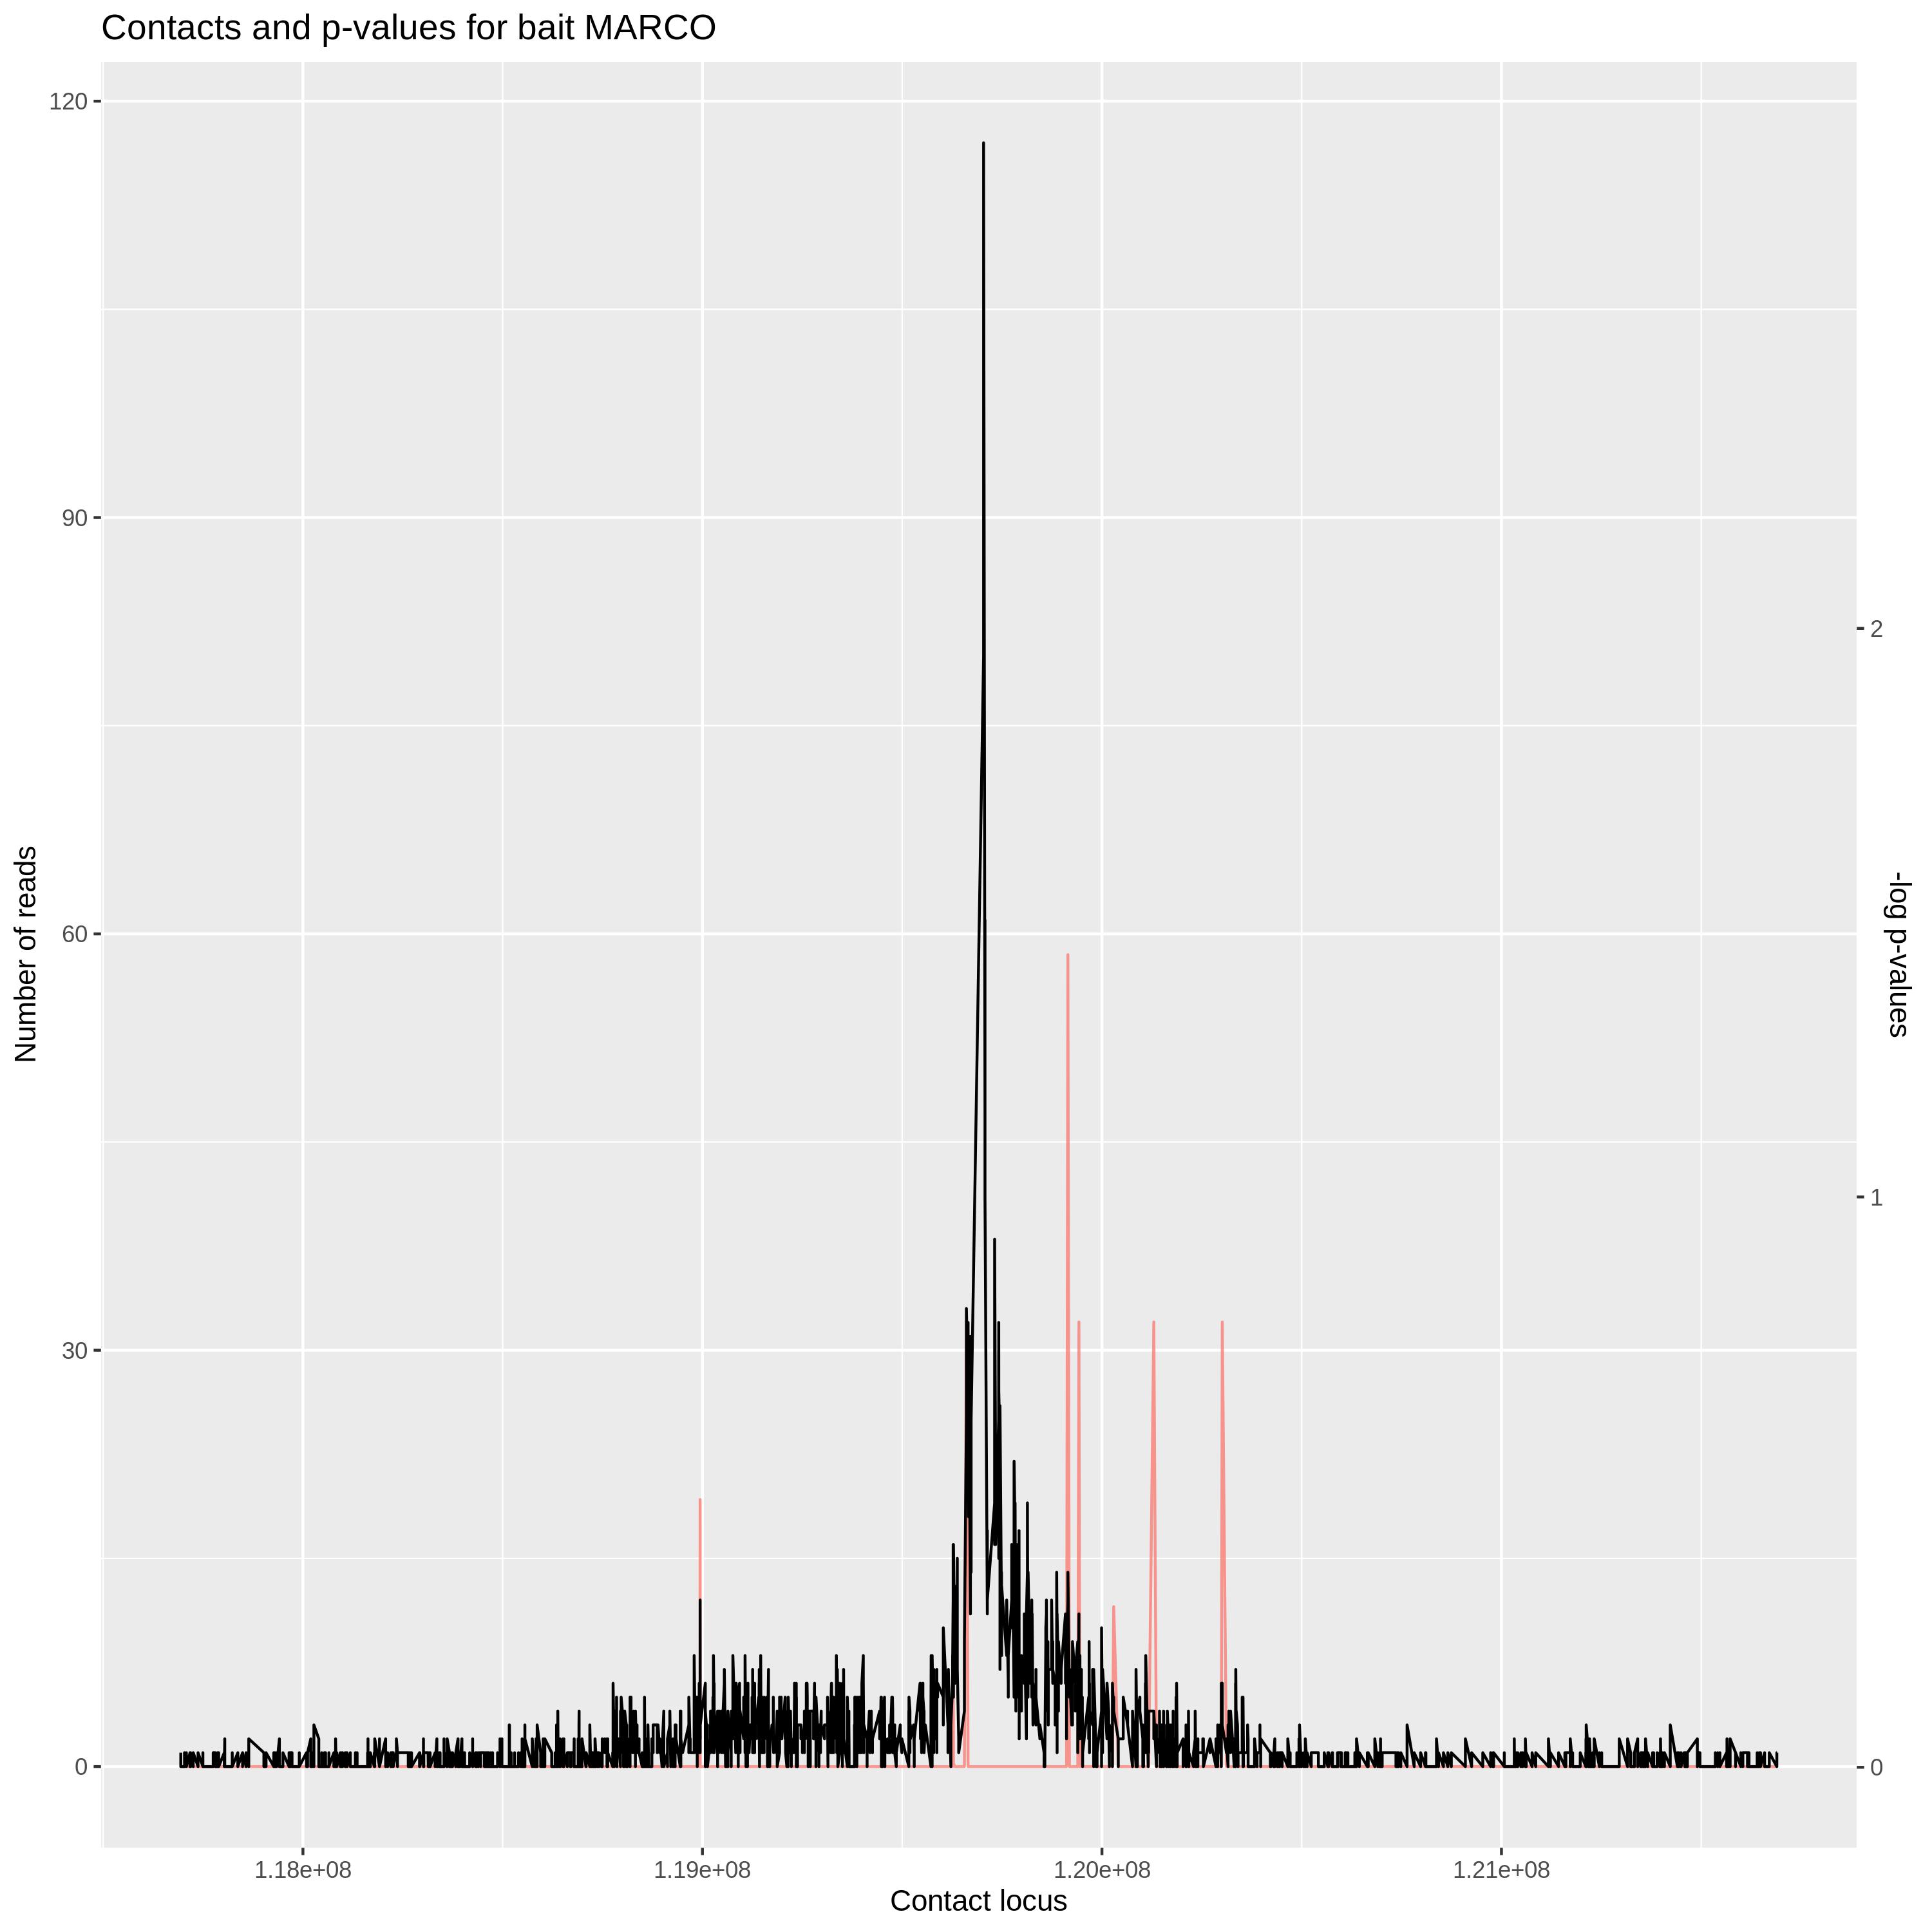 Contacts and p-values for bait MARCO
120
90
60
30
0
Number of reads
2
1
0
-log p-values
1.18e+08
1.19e+08
1.20e+08
1.21e+08
Contact locus